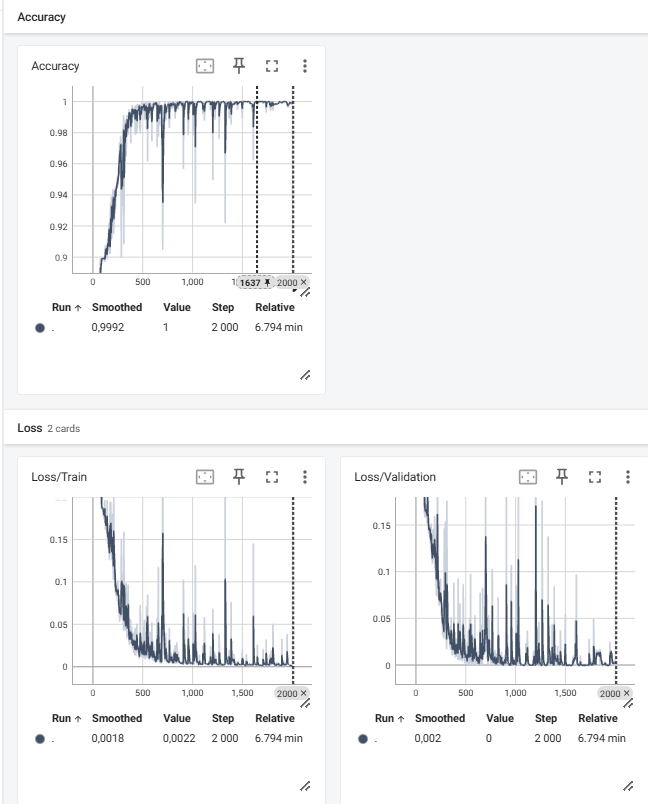 Accuracy
Accuracy
1
0.98
0.96
0.94
0.92
0.9
0 500 1,000 1637 2000
Run Smoothed Value Step Relative
. 0,9992 1 2 000 6.794 min
Loss 2 cards
Loss/Train
0.15
0.1
0.05
0
0 500 1,000 1,500 2000
Run Smoothed Value Step Relative
. 0,0018 0,0022 2 000 6.794 min
Loss/Validation
0.15
0.1
0.05
0
0 500 1,000 1,500 2000
Run Smoothed Value Step Relative
. 0,002 0 2 000 6.794 min